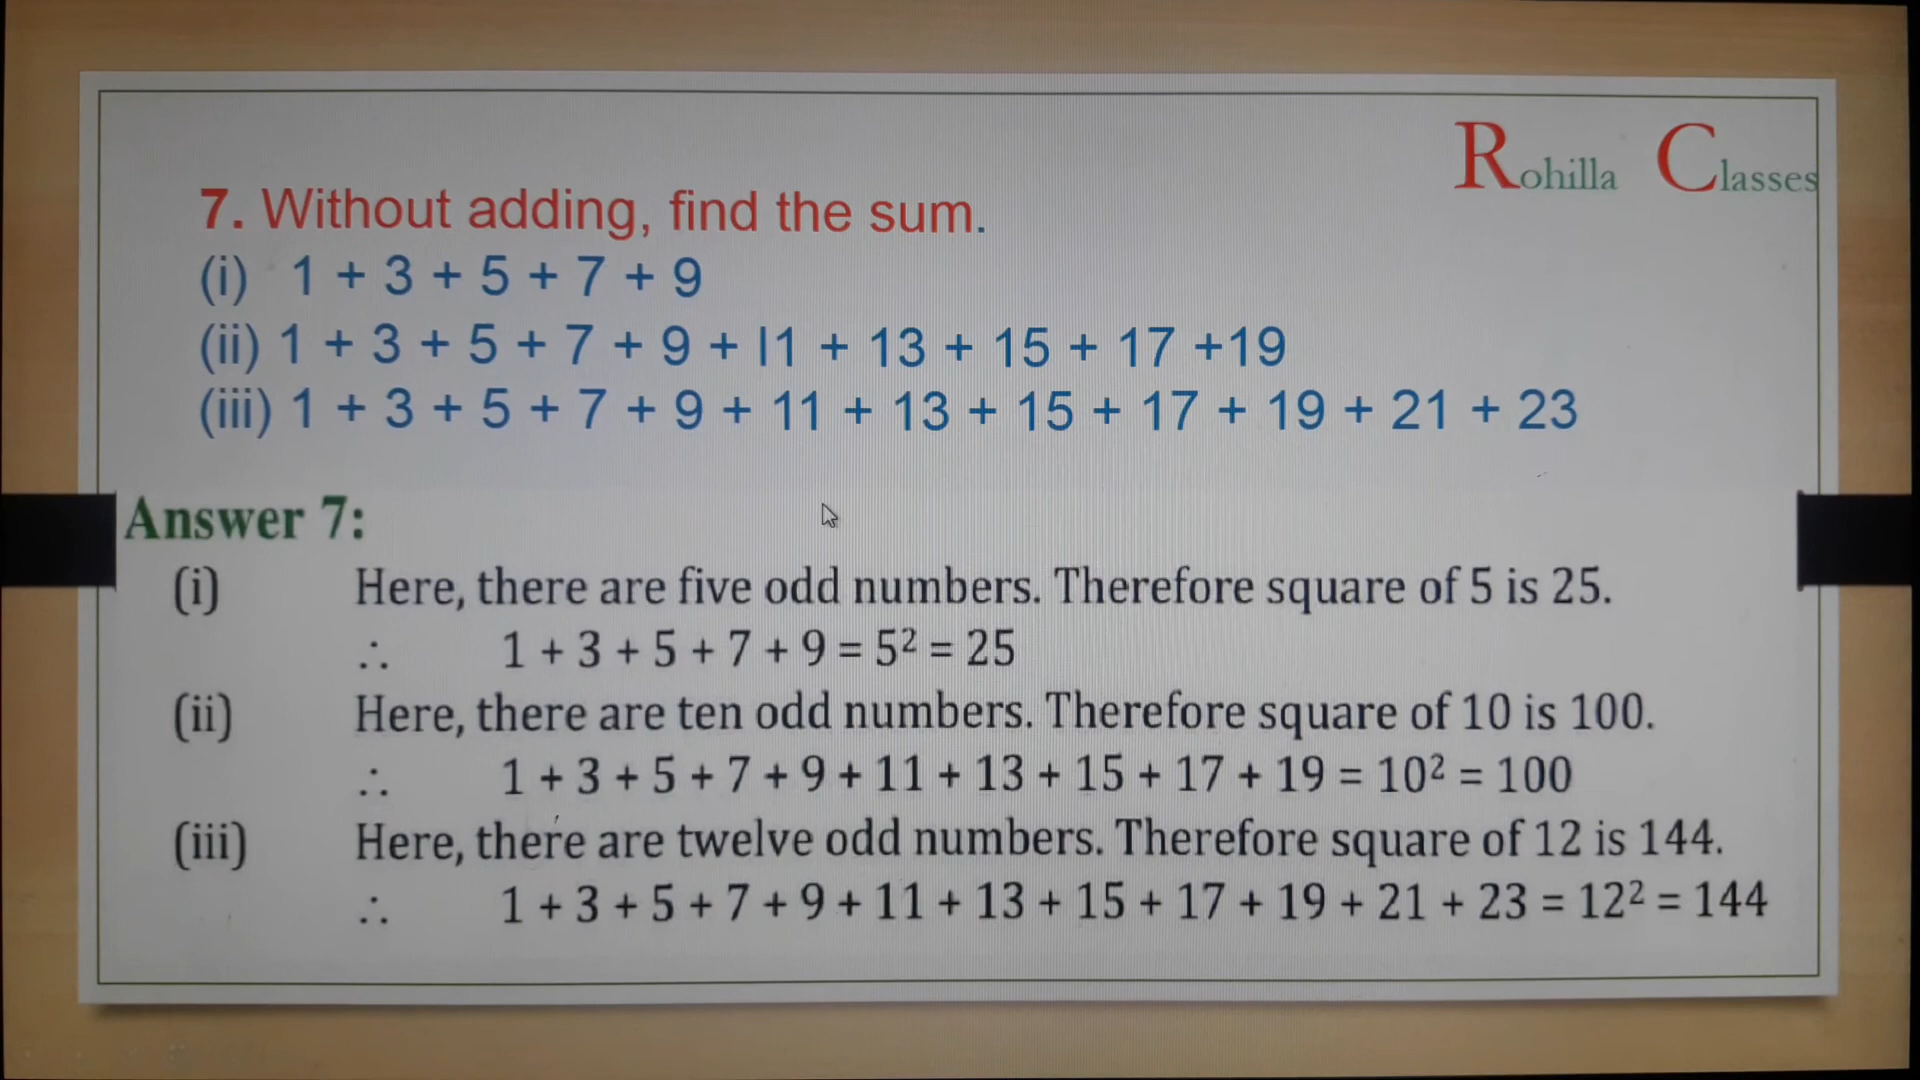 Rohilla Classes
7. Without adding, find the sum.
(i) 1 + 3 + 5 + 7 + 9
(ii) 1 + 3 + 5 + 7 + 9 + l1 + 13 + 15 + 17 +19
(iii) 1 + 3 + 5 + 7 + 9 + 11 + 13 + 15 + 17 + 19 + 21 + 23
Answer 7:
(i) Here, there are five odd numbers. Therefore square of 5 is 25.
∴ 1 + 3 + 5 + 7 + 9 = 5² = 25
(ii) Here, there are ten odd numbers. Therefore square of 10 is 100.
∴ 1 + 3 + 5 + 7 + 9 + 11 + 13 + 15 + 17 + 19 = 10² = 100
(iii) Here, there are twelve odd numbers. Therefore square of 12 is 144.
∴ 1 + 3 + 5 + 7 + 9 + 11 + 13 + 15 + 17 + 19 + 21 + 23 = 12² = 144